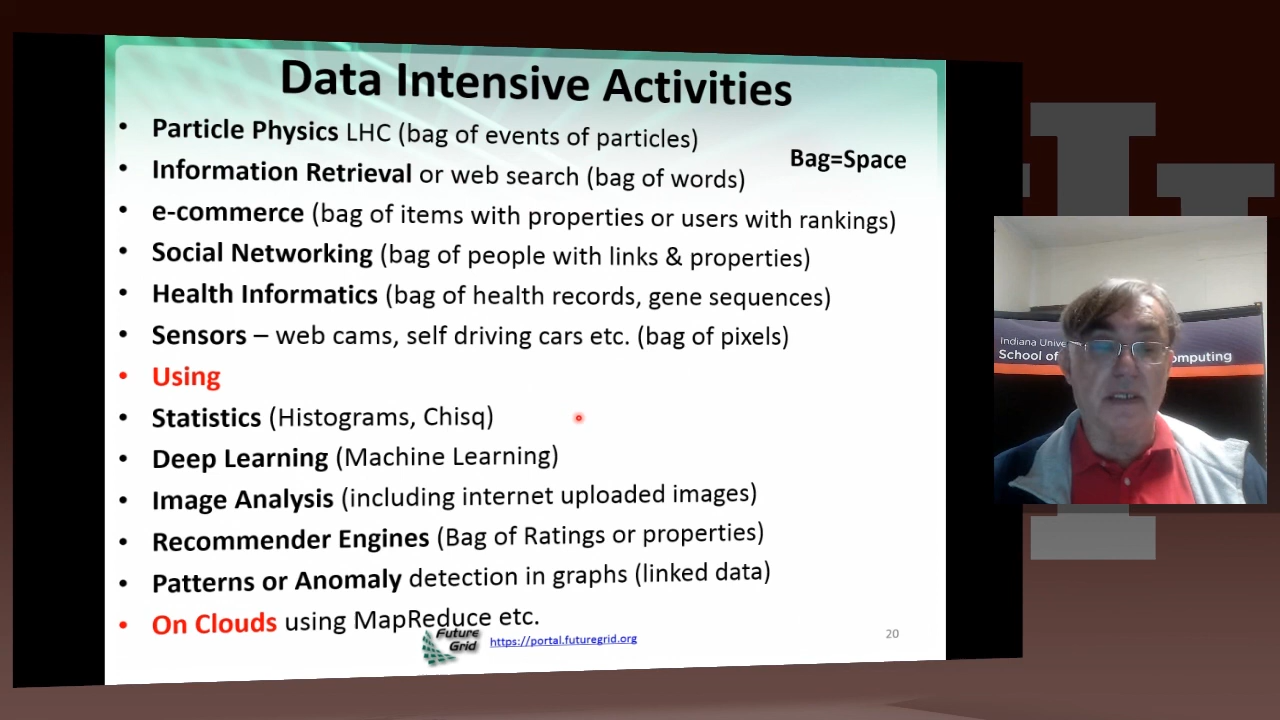 Data Intensive Activities
• Particle Physics LHC (bag of events of particles)
Bag=Space
• Information Retrieval or web search (bag of words)
• e-commerce (bag of items with properties or users with rankings)
• Social Networking (bag of people with links & properties)
• Health Informatics (bag of health records, gene sequences)
• Sensors – web cams, self driving cars etc. (bag of pixels)
• Using
• Statistics (Histograms, Chisq)
• Deep Learning (Machine Learning)
• Image Analysis (including internet uploaded images)
• Recommender Engines (Bag of Ratings or properties)
• Patterns or Anomaly detection in graphs (linked data)
• On Clouds using MapReduce etc.
Future
Grid
https://portal.futuregrid.org
20
Indiana
School of